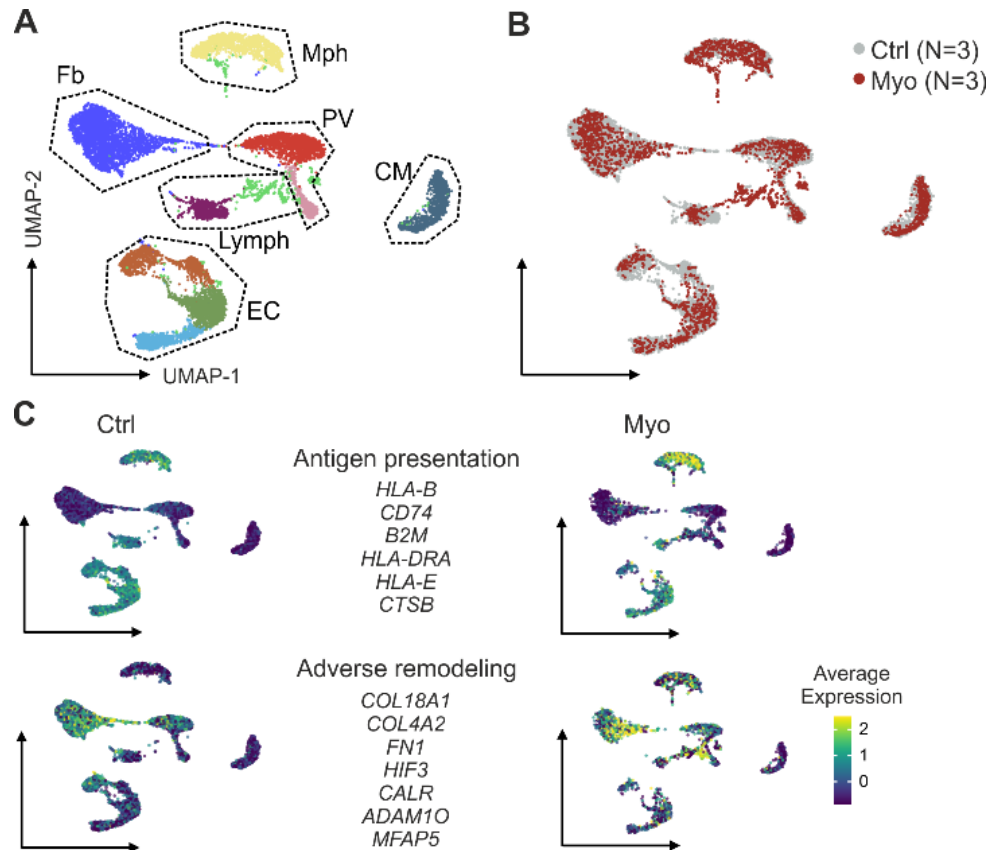 A
Mph
Fb
PV
CM
Lymph
EC
UMAP-2
UMAP-1
B
Ctrl (N=3)
Myo (N=3)
C
Ctrl
Myo
Antigen presentation
HLA-B
CD74
B2M
HLA-DRA
HLA-E
CTSB
Adverse remodeling
COL18A1
COL4A2
FN1
HIF3
CALR
ADAM1O
MFAP5
Average
Expression
2
1
0